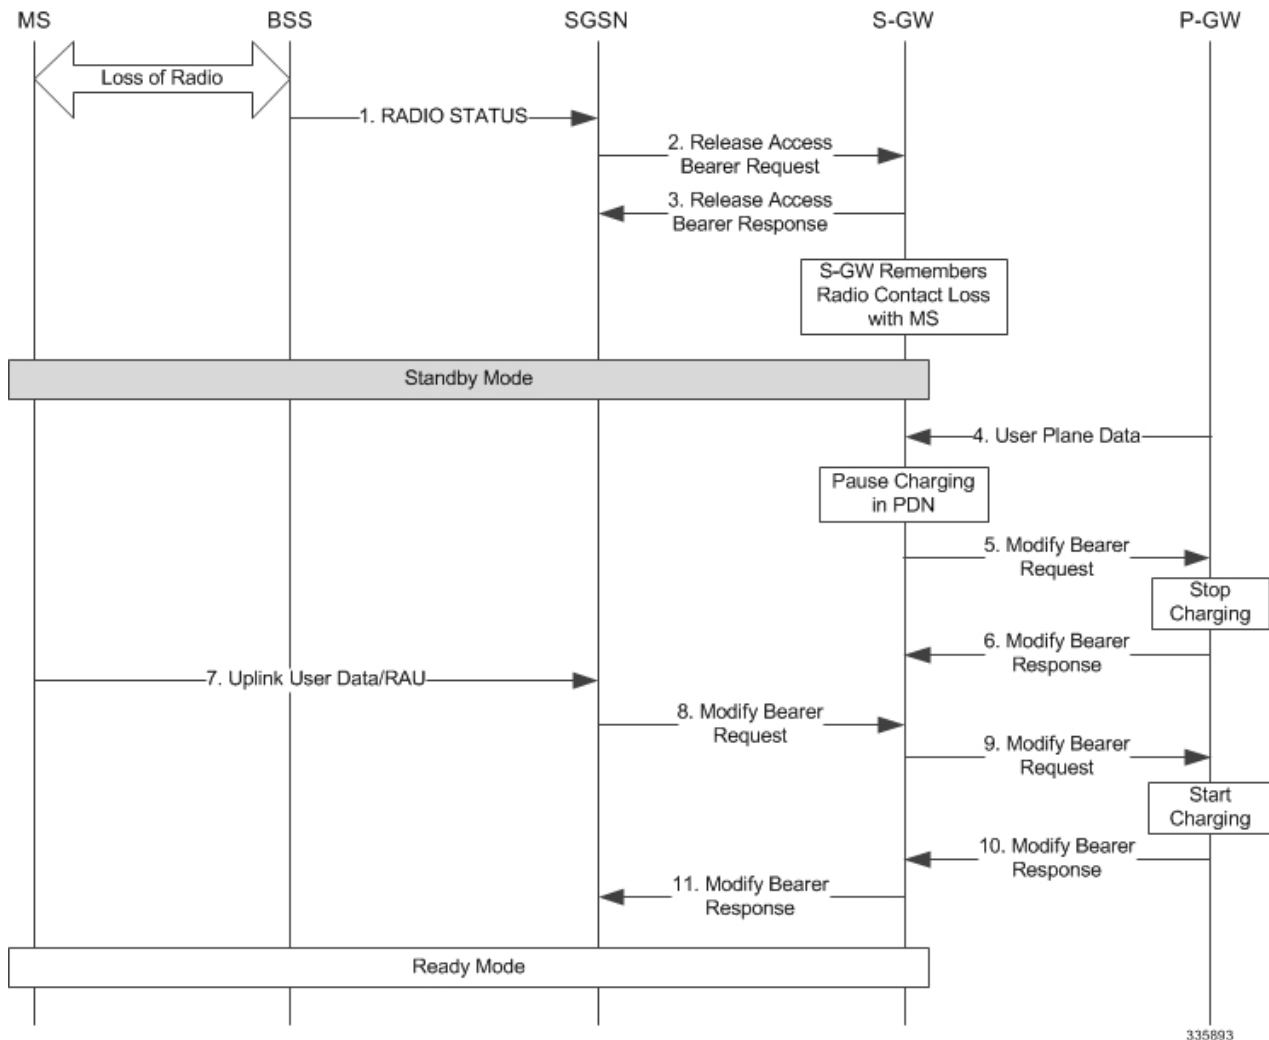 MS BSS SGSN S-GW P-GW
Loss of Radio
1. RADIO STATUS
2. Release Access
Bearer Request
3. Release Access
Bearer Response
S-GW Remembers
Radio Contact Loss
with MS
Standby Mode
4. User Plane Data
Pause Charging
in PDN
5. Modify Bearer
Request
Stop
Charging
6. Modify Bearer
Response
7. Uplink User Data/RAU
8. Modify Bearer
Request
9. Modify Bearer
Request
Start
Charging
10. Modify Bearer
Response
11. Modify Bearer
Response
Ready Mode
335893